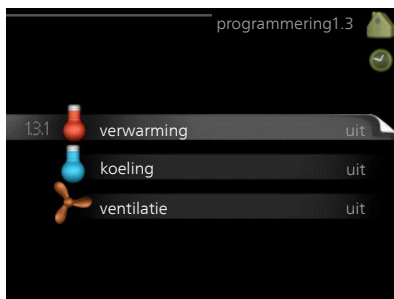 programmering1.3
1.3.1 verwarming uit
koeling uit
ventilatie uit